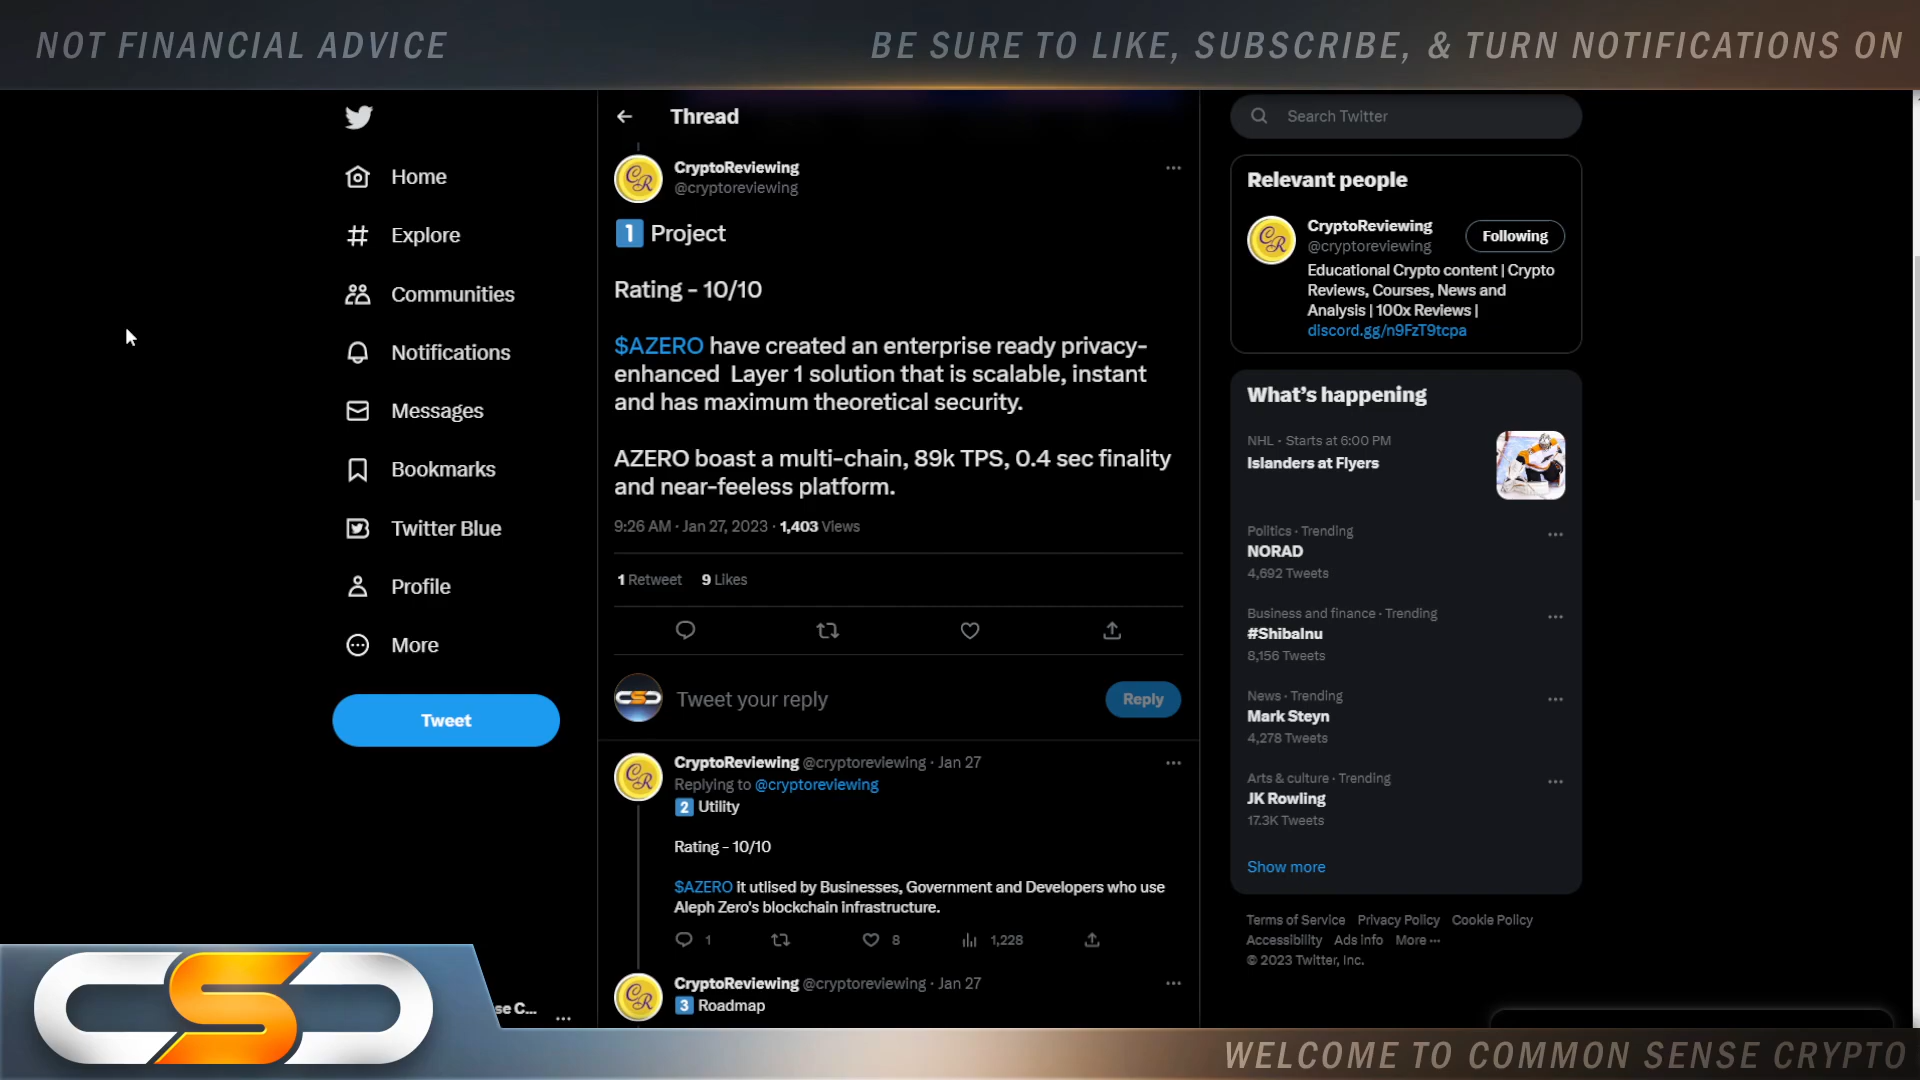 NOT FINANCIAL ADVICE
BE SURE TO LIKE, SUBSCRIBE, & TURN NOTIFICATIONS ON
Home
Explore
Communities
Notifications
Messages
Bookmarks
Twitter Blue
Profile
More
Tweet
Thread
CryptoReviewing
@cryptoreviewing
1 Project
Rating - 10/10
$AZERO have created an enterprise ready privacy-
enhanced Layer 1 solution that is scalable, instant
and has maximum theoretical security.
AZERO boast a multi-chain, 89k TPS, 0.4 sec finality
and near-feeless platform.
9:26 AM · Jan 27, 2023 · 1,403 Views
1 Retweet 9 Likes
Tweet your reply
Reply
CryptoReviewing @cryptoreviewing · Jan 27
Replying to @cryptoreviewing
2 Utility
Rating - 10/10
$AZERO it utlised by Businesses, Government and Developers who use
Aleph Zero's blockchain infrastructure.
1 8 1,228
CryptoReviewing @cryptoreviewing · Jan 27
3 Roadmap
Search Twitter
Relevant people
CryptoReviewing
@cryptoreviewing
Following
Educational Crypto content | Crypto
Reviews, Courses, News and
Analysis | 100x Reviews |
discord.gg/n9FzT9tcpa
What's happening
NHL · Starts at 6:00 PM
Islanders at Flyers
Politics · Trending
NORAD
4,692 Tweets
Business and finance · Trending
#ShibaInu
8,156 Tweets
News · Trending
Mark Steyn
4,278 Tweets
Arts & culture · Trending
JK Rowling
17.3K Tweets
Show more
Terms of Service Privacy Policy Cookie Policy
Accessibility Ads info More ···
© 2023 Twitter, Inc.
CSC
se C...
WELCOME TO COMMON SENSE CRYPTO